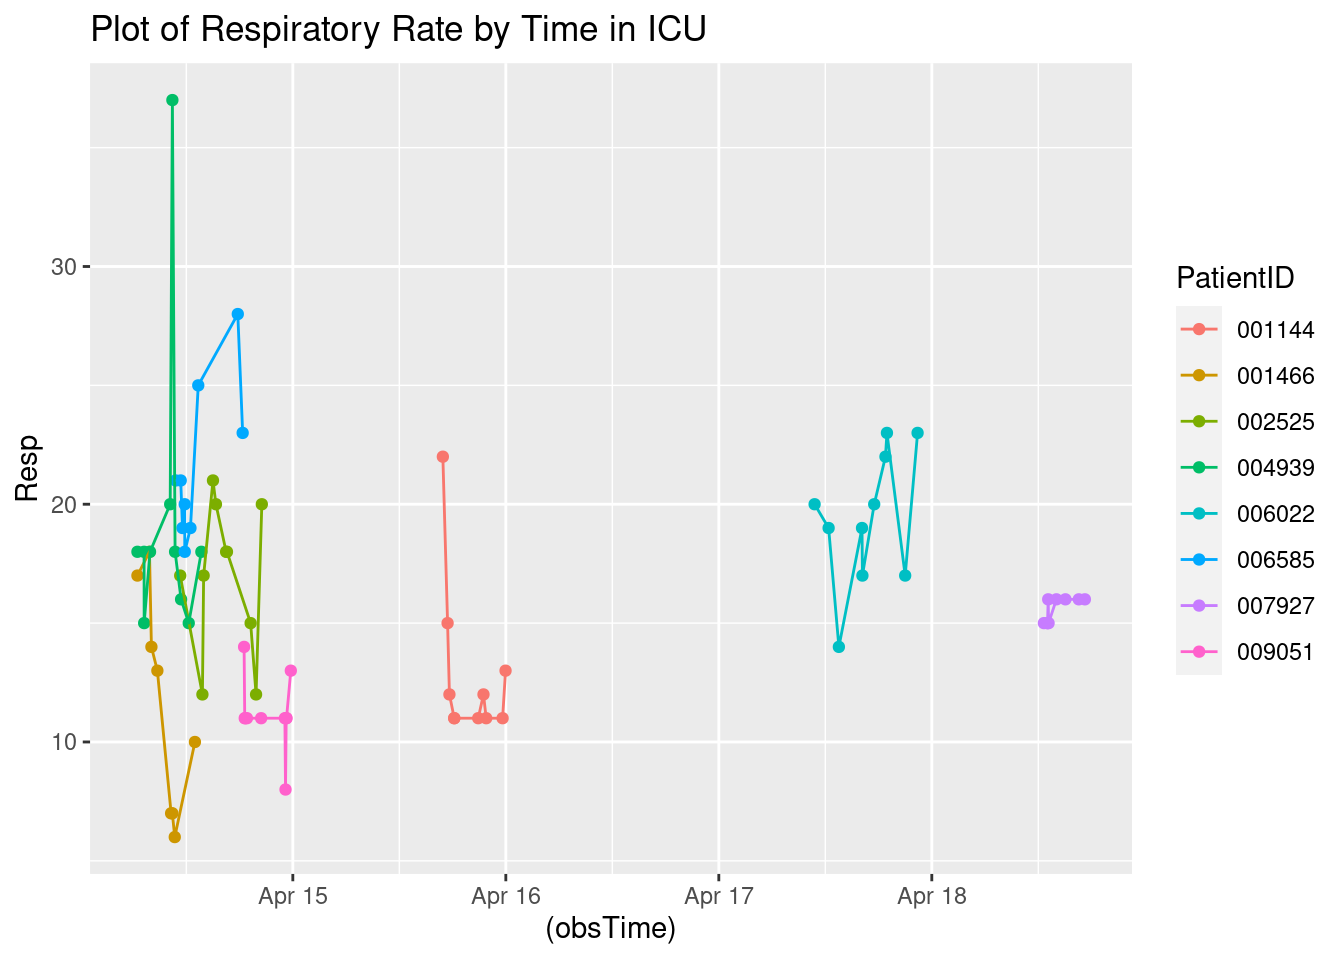 Plot of Respiratory Rate by Time in ICU
Resp
30
20
10
Apr 15
Apr 16
Apr 17
Apr 18
(obsTime)
PatientID
001144
001466
002525
004939
006022
006585
007927
009051